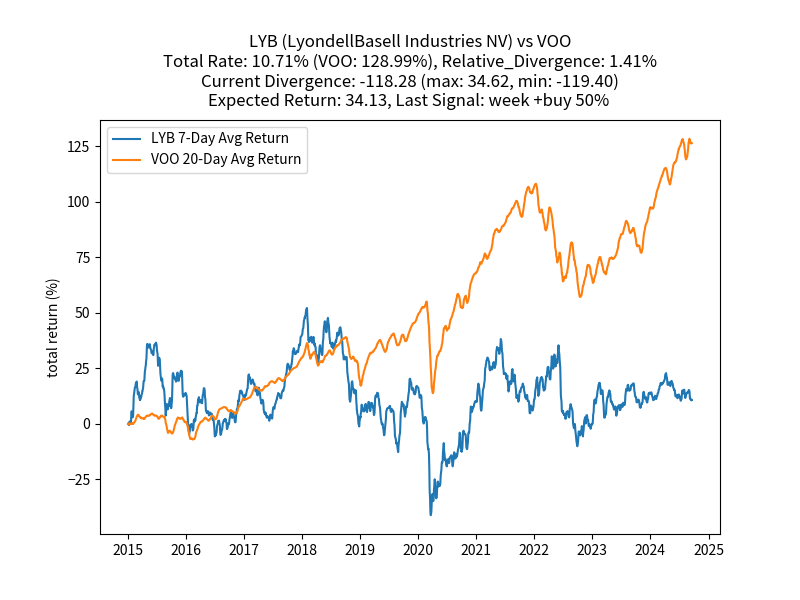 LYB (LyondellBasell Industries NV) vs VOO
Total Rate: 10.71% (VOO: 128.99%), Relative_Divergence: 1.41%
Current Divergence: -118.28 (max: 34.62, min: -119.40)
Expected Return: 34.13, Last Signal: week +buy 50%
LYB 7-Day Avg Return
VOO 20-Day Avg Return
total return (%)
125
100
75
50
25
0
−25
2015 2016 2017 2018 2019 2020 2021 2022 2023 2024 2025